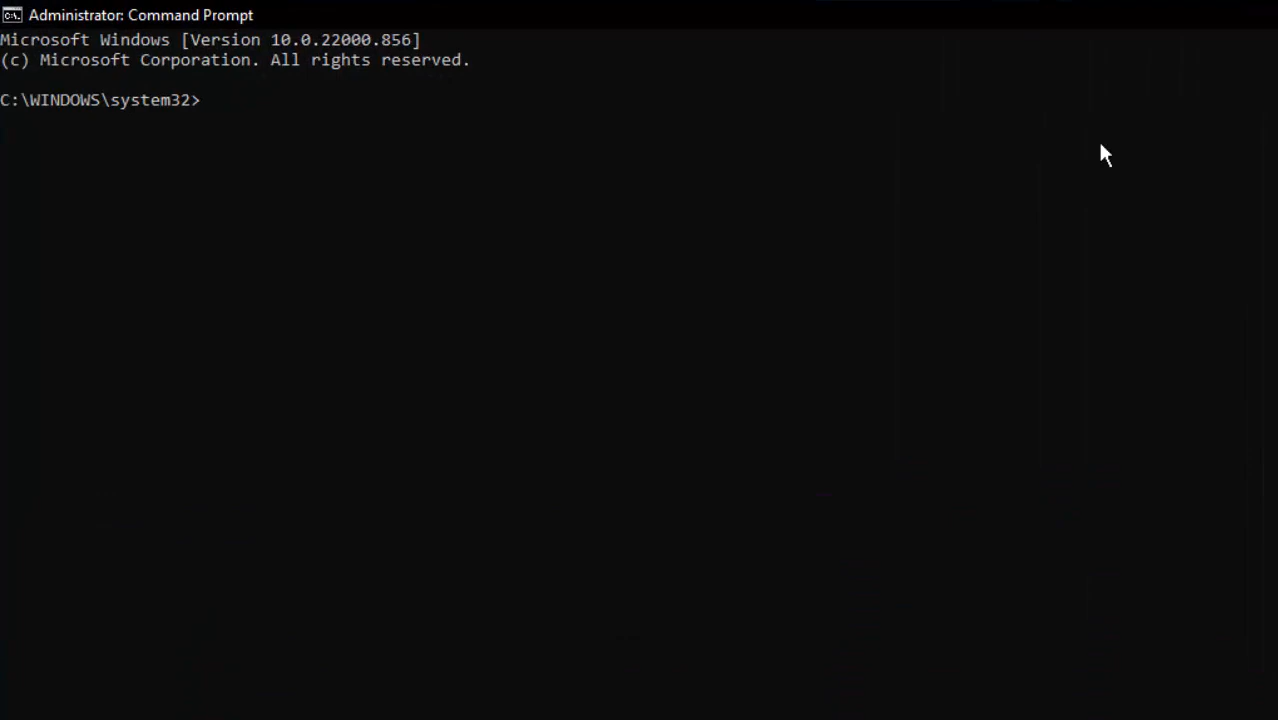 Administrator: Command Prompt
Microsoft Windows [Version 10.0.22000.856]
(c) Microsoft Corporation. All rights reserved.
C:\WINDOWS\system32>